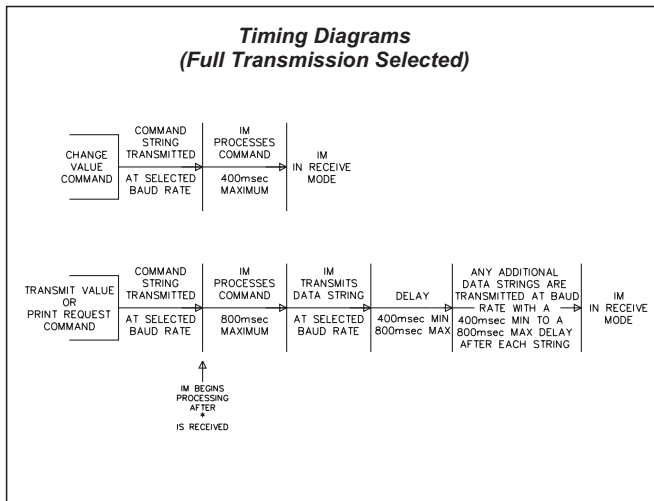 Timing Diagrams
(Full Transmission Selected)
CHANGE
VALUE
COMMAND
COMMAND
STRING
TRANSMITTED
AT SELECTED
BAUD RATE
IM
PROCESSES
COMMAND
400msec
MAXIMUM
IM
IN RECEIVE
MODE
TRANSMIT VALUE
OR
PRINT REQUEST
COMMAND
COMMAND
STRING
TRANSMITTED
AT SELECTED
BAUD RATE
IM
PROCESSES
COMMAND
800msec
MAXIMUM
IM
TRANSMITS
DATA STRING
AT SELECTED
BAUD RATE
DELAY
400msec MIN
800msec MAX
ANY ADDITIONAL
DATA STRINGS ARE
TRANSMITTED AT BAUD
RATE WITH A
400msec MIN TO A
800msec MAX DELAY
AFTER EACH STRING
IM
IN RECEIVE
MODE
IM BEGINS
PROCESSING
AFTER
*
IS RECEIVED